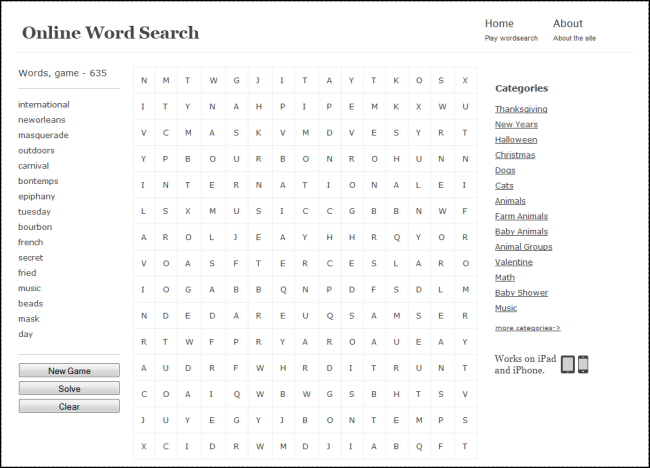 Online Word Search
Home
Play wordsearch
About
About the site
Words, game - 635
international
neworleans
masquerade
outdoors
carnival
bontemps
epiphany
tuesday
bourbon
french
secret
fried
music
beads
mask
day
New Game
Solve
Clear
N M T W G J I T A Y T K O S X
I T Y N A H P I P E M K X W U
V C M A S K V M D V E S Y R T
Y P B O U R B O N R O H U N N
I N T E R N A T I O N A L E I
L S X M U S I C C G B B N W F
A R O L J E A Y H H R Q Y O R
V O A S F T E R C E S L A R O
I O G A B B Q N P D F S D L M
N D E D A R E U Q S A M S E R
R T W F P R Y A R O A U E A Y
A U D R F W H R D I T R U N T
C O A I Q W B W G S B H T S V
J U Y E G Y J B O N T E M P S
X C I D R W M D J I A B Q F T
Categories
Thanksgiving
New Years
Halloween
Christmas
Dogs
Cats
Animals
Farm Animals
Baby Animals
Animal Groups
Valentine
Math
Baby Shower
Music
more categories->
Works on iPad
and iPhone.